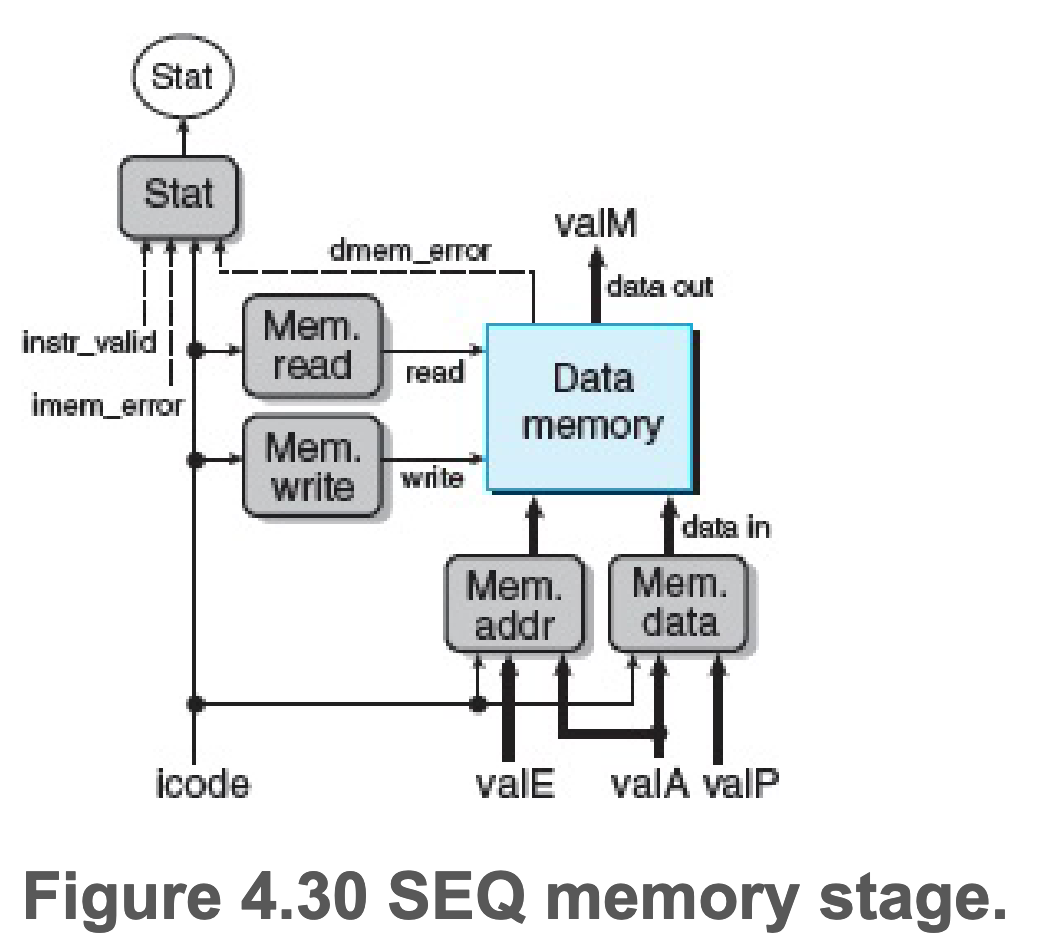 Stat
Stat
valM
dmem_error
data out
instr_valid
Mem.
read
read
Data
memory
imem_error
Mem.
write
write
data in
Mem.
addr
Mem.
data
icode
valE
valA
valP
Figure 4.30 SEQ memory stage.